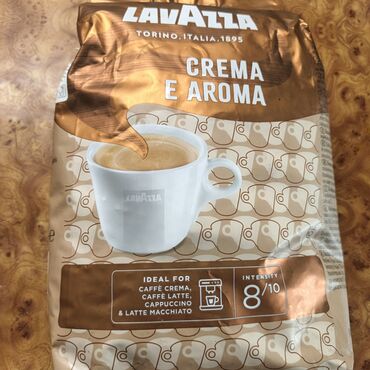 LAVAZZA
TORINO, ITALIA, 1895
CREMA
E AROMA
LAVAZZA
IDEAL FOR
CAFFÈ CREMA,
CAFFÈ LATTE,
CAPPUCCINO
& LATTE MACCHIATO
INTENSITY
8/10
e